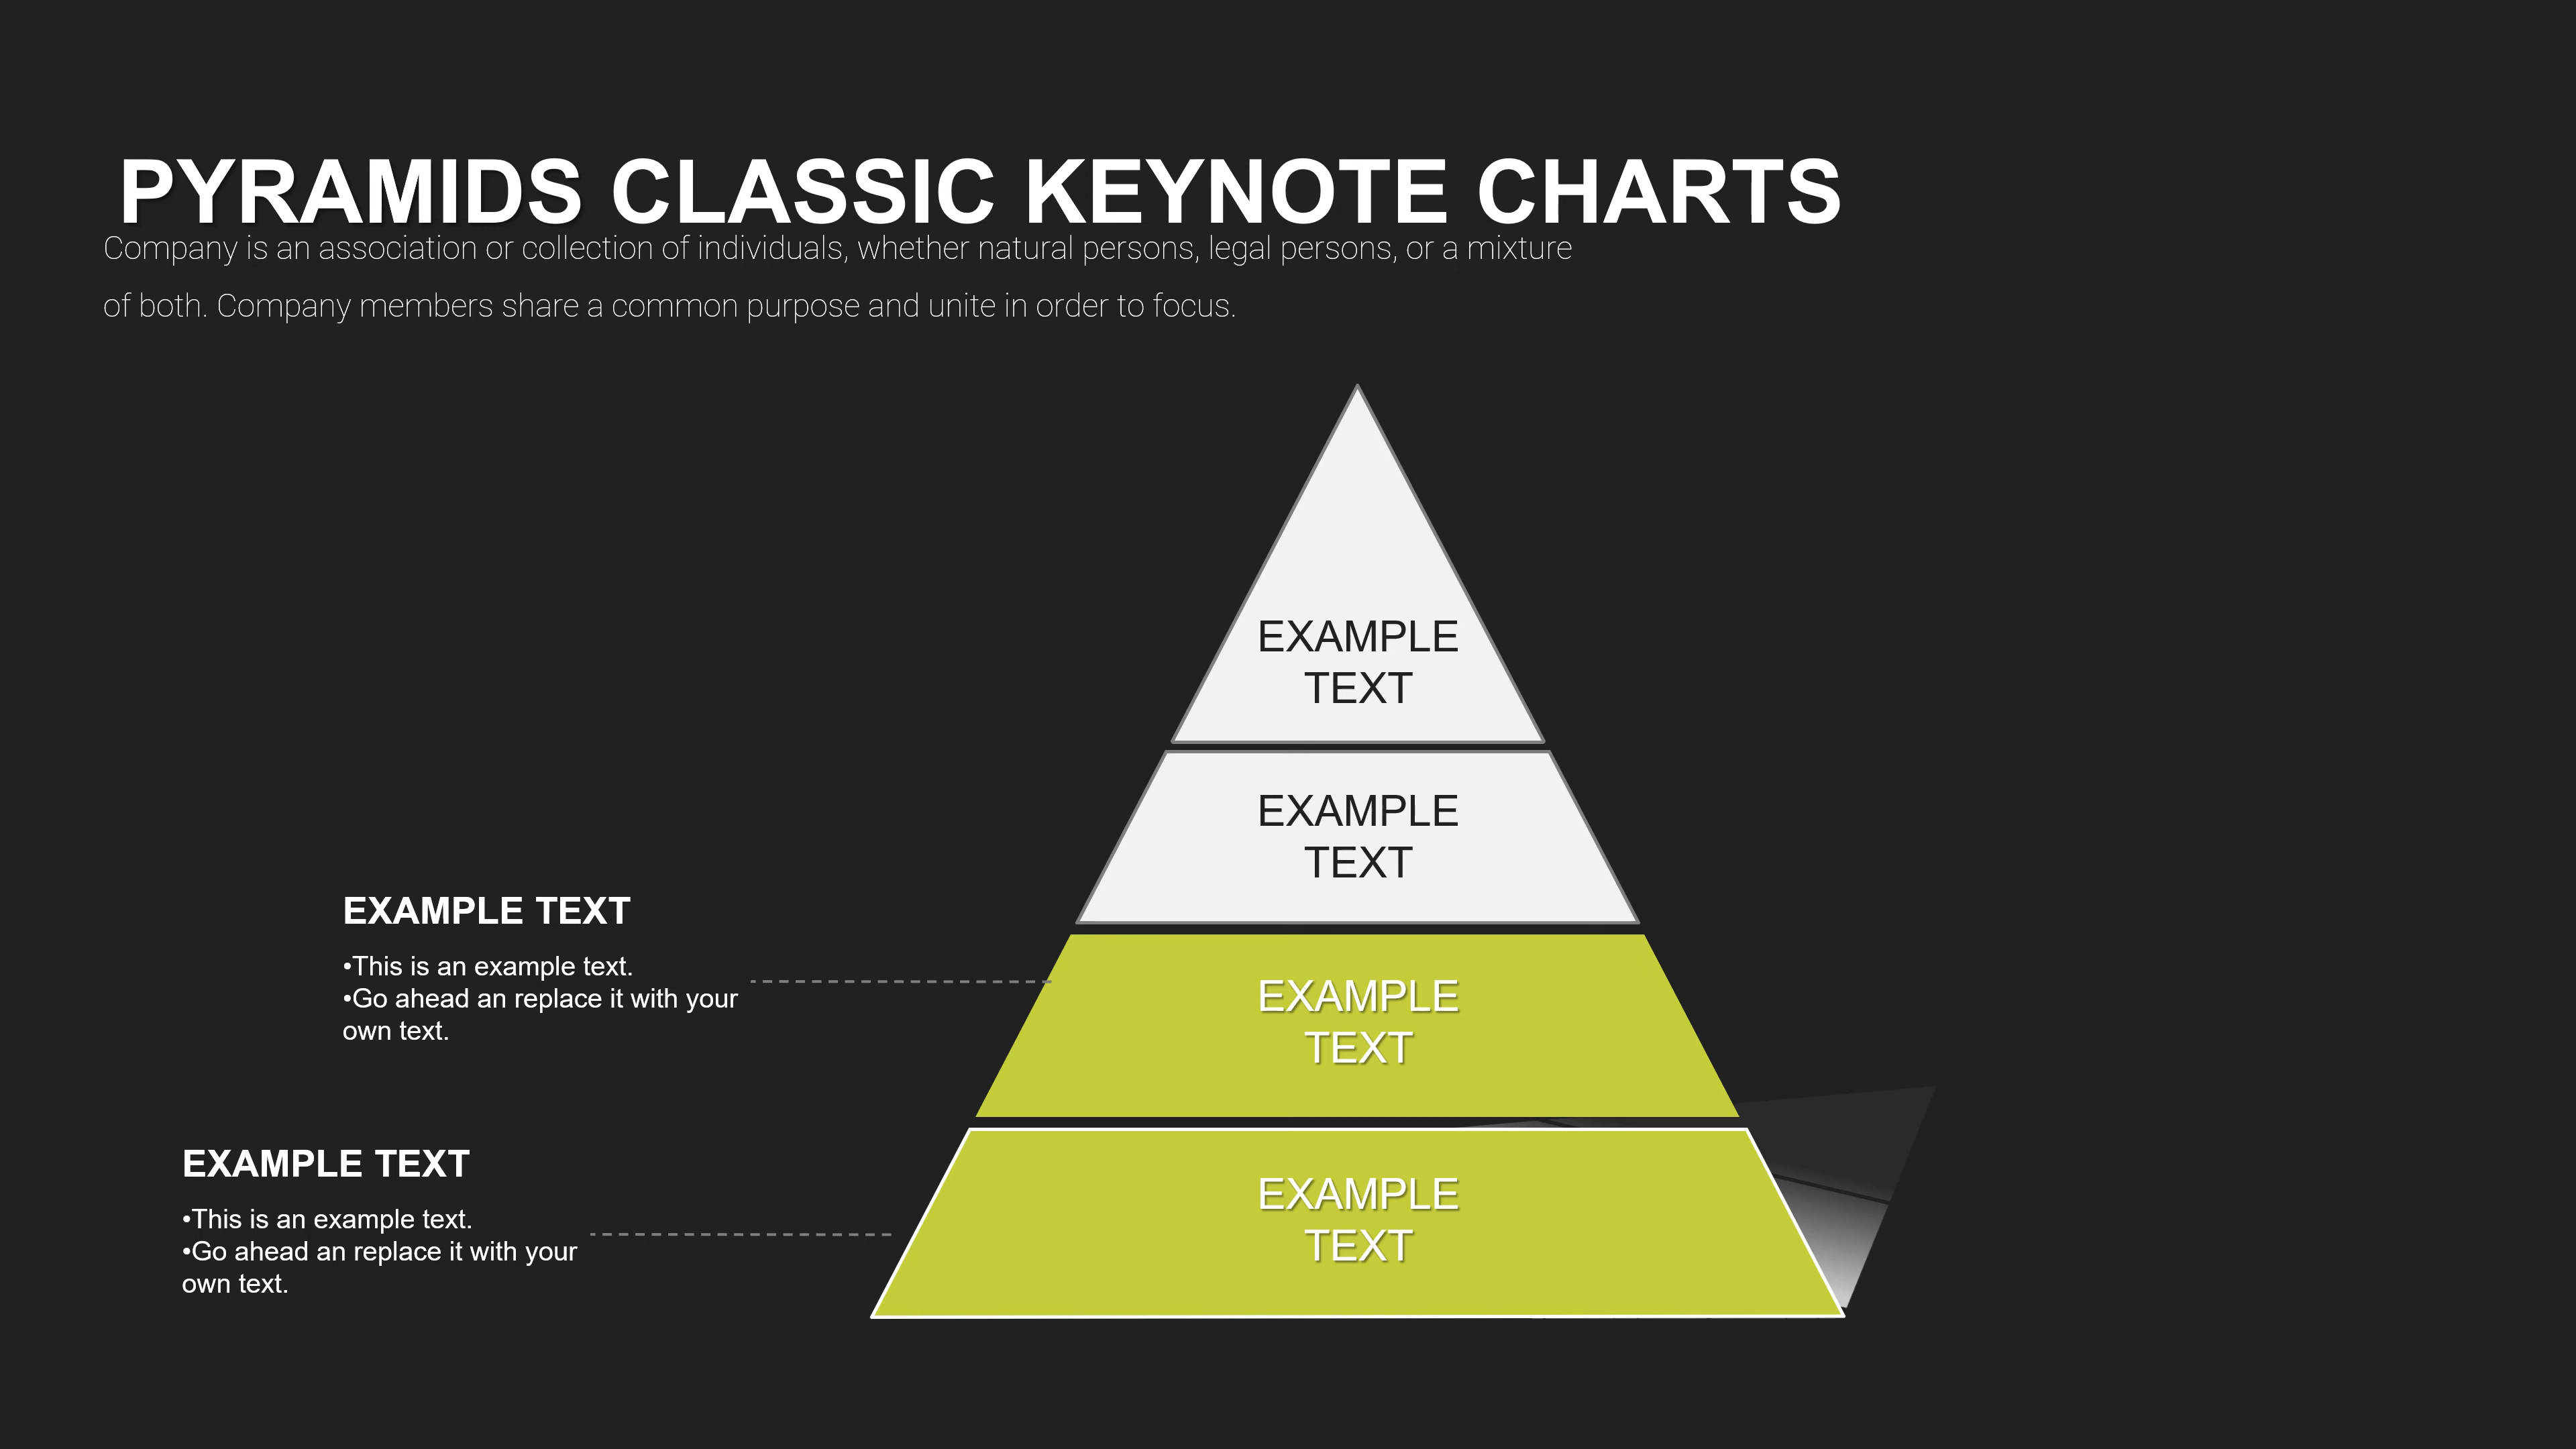 PYRAMIDS CLASSIC KEYNOTE CHARTS
Company is an association or collection of individuals, whether natural persons, legal persons, or a mixture
of both. Company members share a common purpose and unite in order to focus.
EXAMPLE
TEXT
EXAMPLE
TEXT
EXAMPLE TEXT
•This is an example text.
•Go ahead an replace it with your
own text.
EXAMPLE
TEXT
EXAMPLE TEXT
•This is an example text.
•Go ahead an replace it with your
own text.
EXAMPLE
TEXT